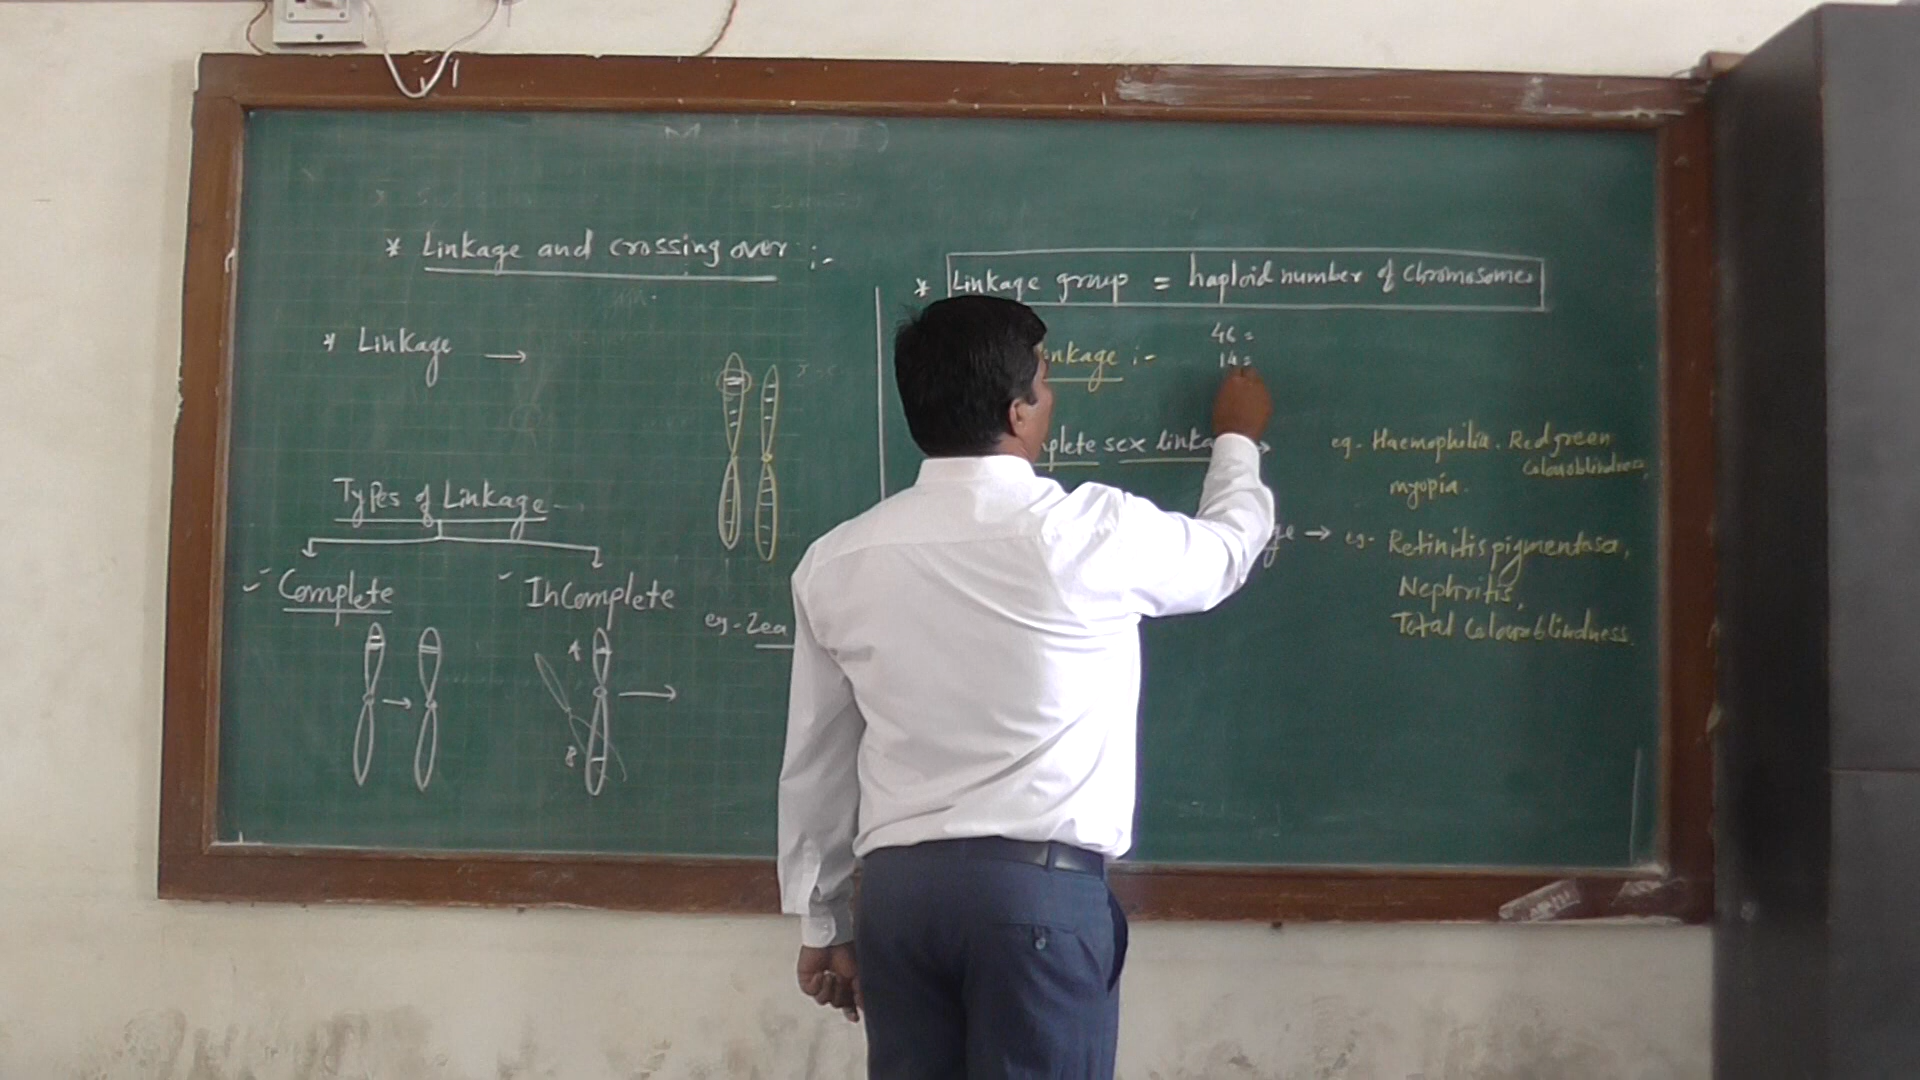 * Linkage and crossing over :-
* Linkage →
Types of Linkage
Complete
Incomplete
A
B
eg - Zea
* Linkage group = haploid number of chromosomes
46 =
14 =
nkage :-
plete sex linka
eg - Haemophilia. Redgreen
Colourblindness,
myopia.
ge → eg - Retinitis pigmentosa,
Nephritis,
Total Colourblindness